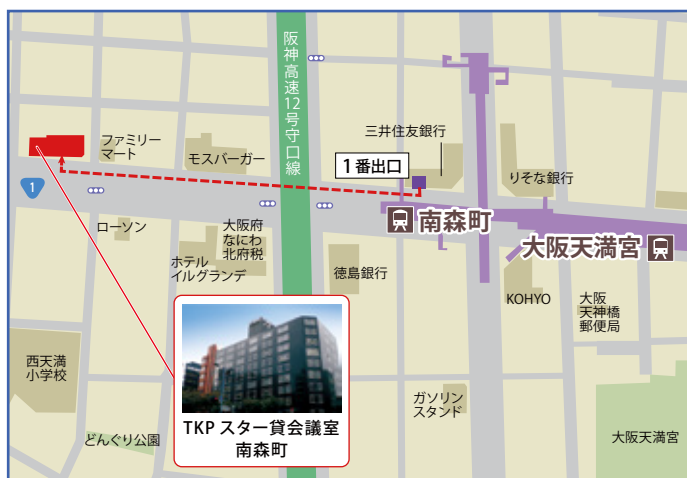 阪神高速12号守口線
三井住友銀行
ファミリー
マート
モスバーガー
1番出口
りそな銀行
1
ローソン
大阪府
なにわ
北府税
南森町
大阪天満宮
ホテル
イルグランデ
徳島銀行
KOHYO
大阪
天神橋
郵便局
西天満
小学校
TKP スター貸会議室
南森町
ガソリン
スタンド
どんぐり公園
大阪天満宮